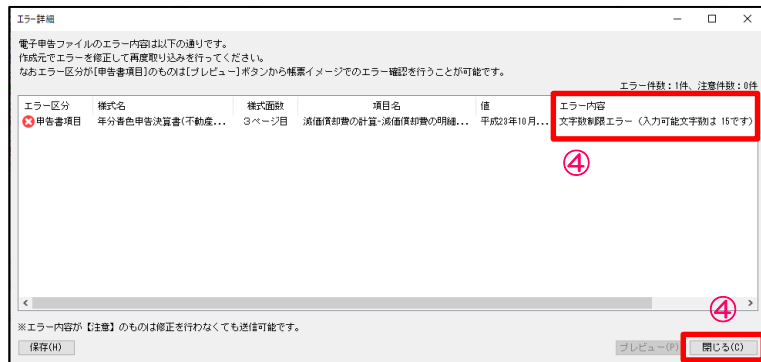 エラー詳細
電子申告ファイルのエラー内容は以下の通りです。
作成元でエラーを修正して再度取り込みを行ってください。
なおエラー区分が[申告書項目]のものは[プレビュー]ボタンから帳票イメージでのエラー確認を行うことが可能です。
エラー件数：1件、注意件数：0件
エラー区分 様式名 様式面数 項目名 値 エラー内容
申告書項目 年分青色申告決算書(不動産... 3ページ目 減価償却費の計算-減価償却費の明細... 平成23年10月... 文字数制限エラー（入力可能文字数は 15です）
④
④
※エラー内容が【注意】のものは修正を行わなくても送信可能です。
保存(H) プレビュー(P) 閉じる(C)